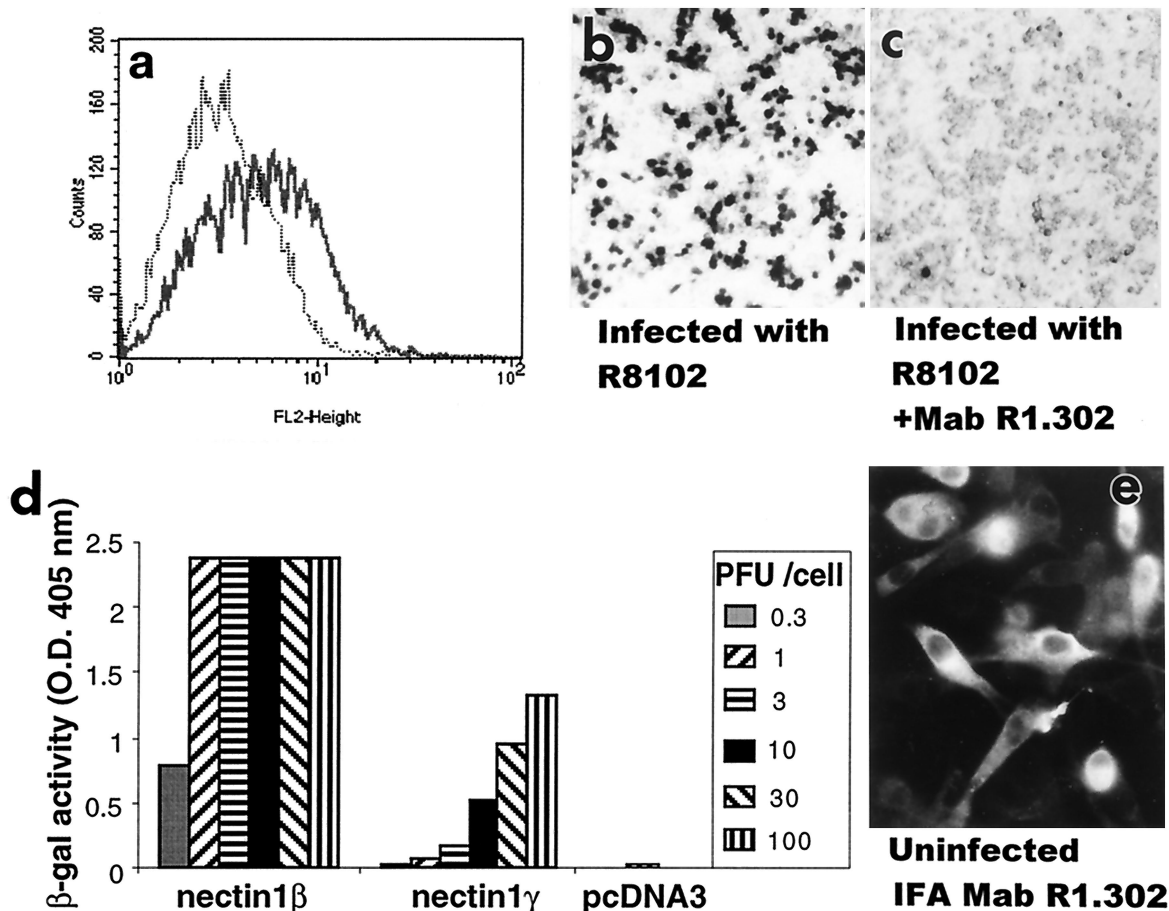 a
200
160
120
80
40
0
Counts
10^0
10^1
10^2
FL2-Height
b
Infected with
R8102
c
Infected with
R8102
+Mab R1.302
d
β-gal activity (O.D. 405 nm)
2.5
2
1.5
1
0.5
0
nectin1β
nectin1γ
pcDNA3
PFU /cell
0.3
1
3
10
30
100
e
Uninfected
IFA Mab R1.302